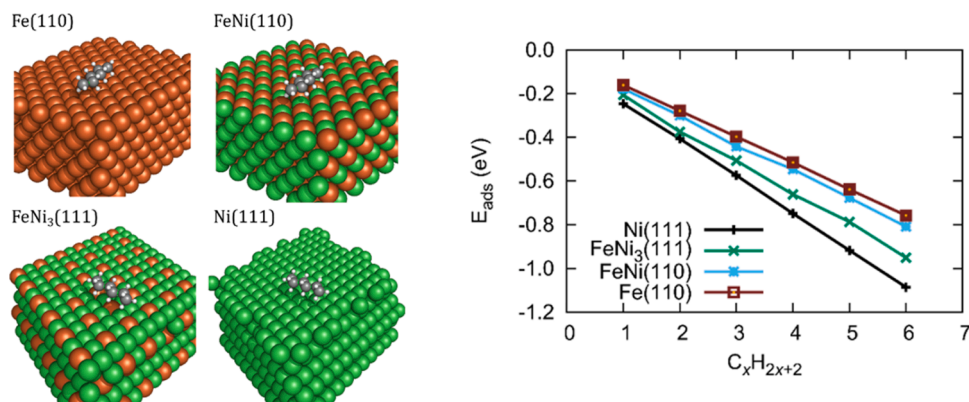 Fe(110)
FeNi(110)
FeNi₃(111)
Ni(111)
0.0
-0.2
-0.4
-0.6
-0.8
-1.0
-1.2
E_ads (eV)
Ni(111)
FeNi₃(111)
FeNi(110)
Fe(110)
0 1 2 3 4 5 6 7
CₓH₂ₓ₊₂